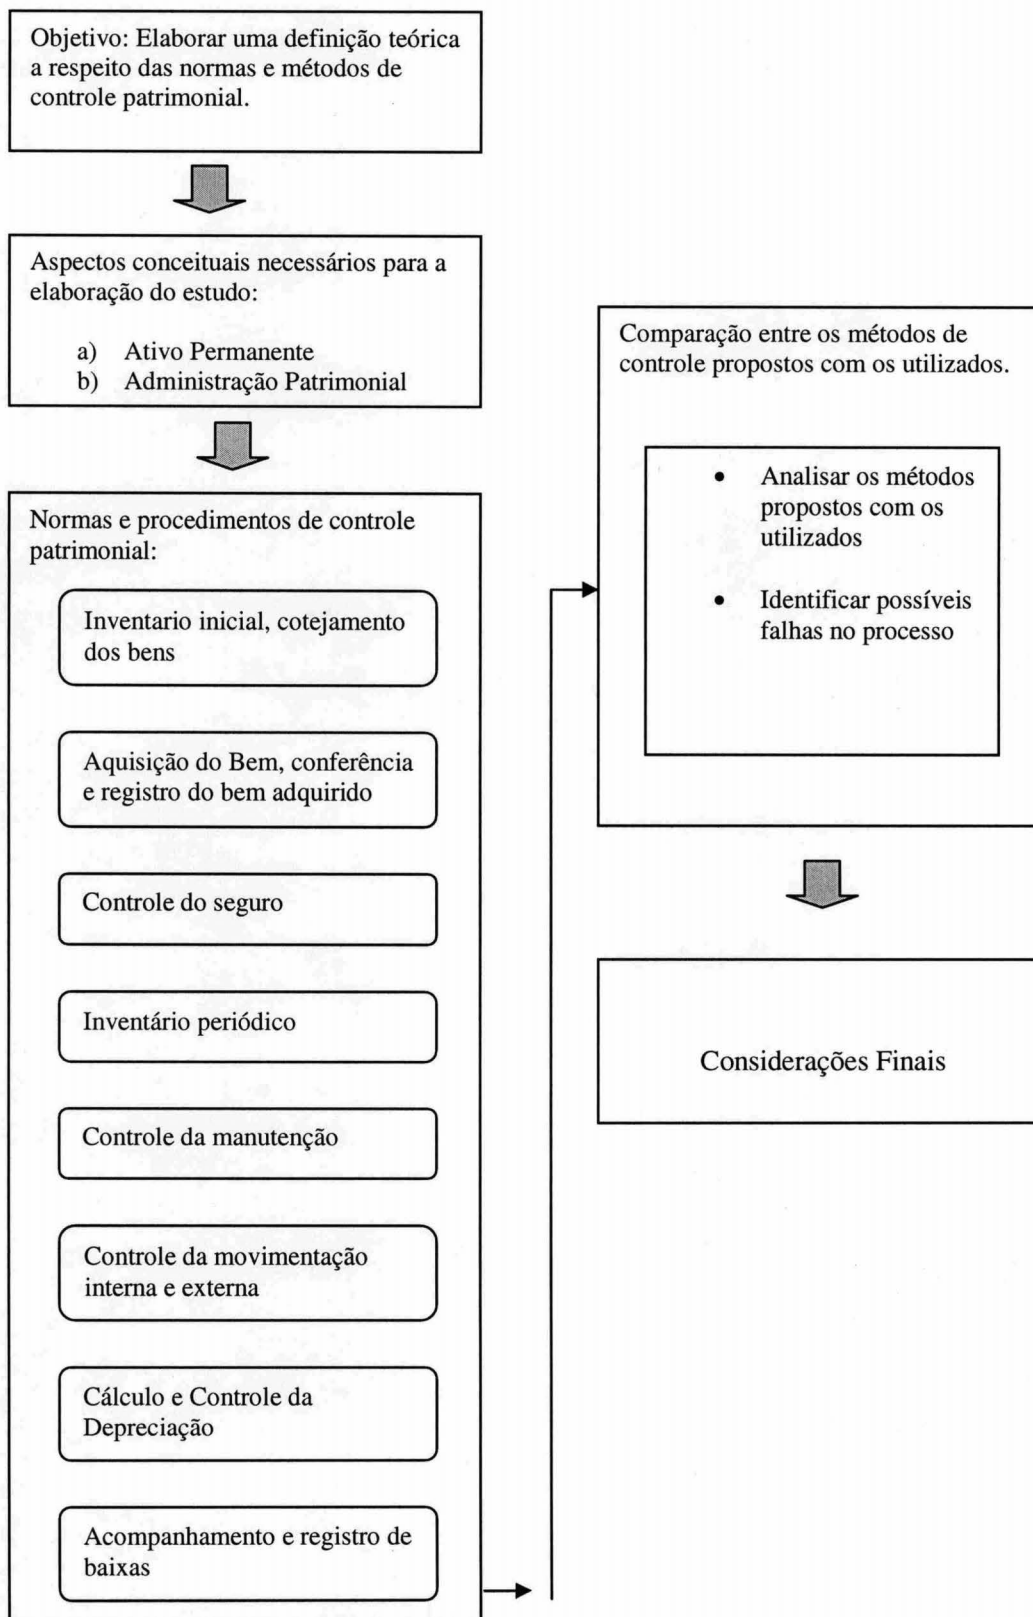 Objetivo: Elaborar uma definição teórica
a respeito das normas e métodos de
controle patrimonial.
Aspectos conceituais necessários para a
elaboração do estudo:
a) Ativo Permanente
b) Administração Patrimonial
Normas e procedimentos de controle
patrimonial:
Inventario inicial, cotejamento
dos bens
Aquisição do Bem, conferência
e registro do bem adquirido
Controle do seguro
Inventário periódico
Controle da manutenção
Controle da movimentação
interna e externa
Cálculo e Controle da
Depreciação
Acompanhamento e registro de
baixas
Comparação entre os métodos de
controle propostos com os utilizados.
• Analisar os métodos
propostos com os
utilizados
• Identificar possíveis
falhas no processo
Considerações Finais